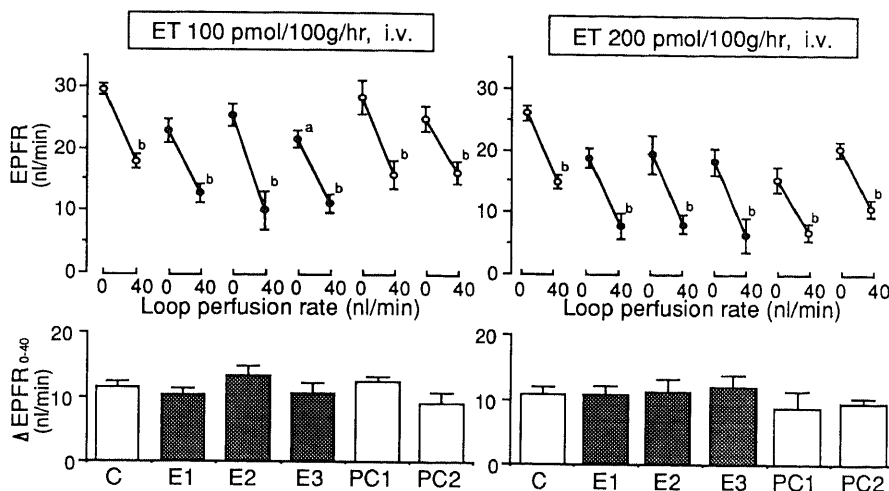 ET 100 pmol/100g/hr, i.v.
ET 200 pmol/100g/hr, i.v.
EPFR
(nl/min)
30
20
10
0
a
b b b b b b
0 40 0 40 0 40 0 40 0 40 0 40
Loop perfusion rate (nl/min)
30
20
10
0
b b b b b b
0 40 0 40 0 40 0 40 0 40 0 40
Loop perfusion rate (nl/min)
Δ EPFR 0-40
(nl/min)
20
10
0
C E1 E2 E3 PC1 PC2
20
10
0
C E1 E2 E3 PC1 PC2